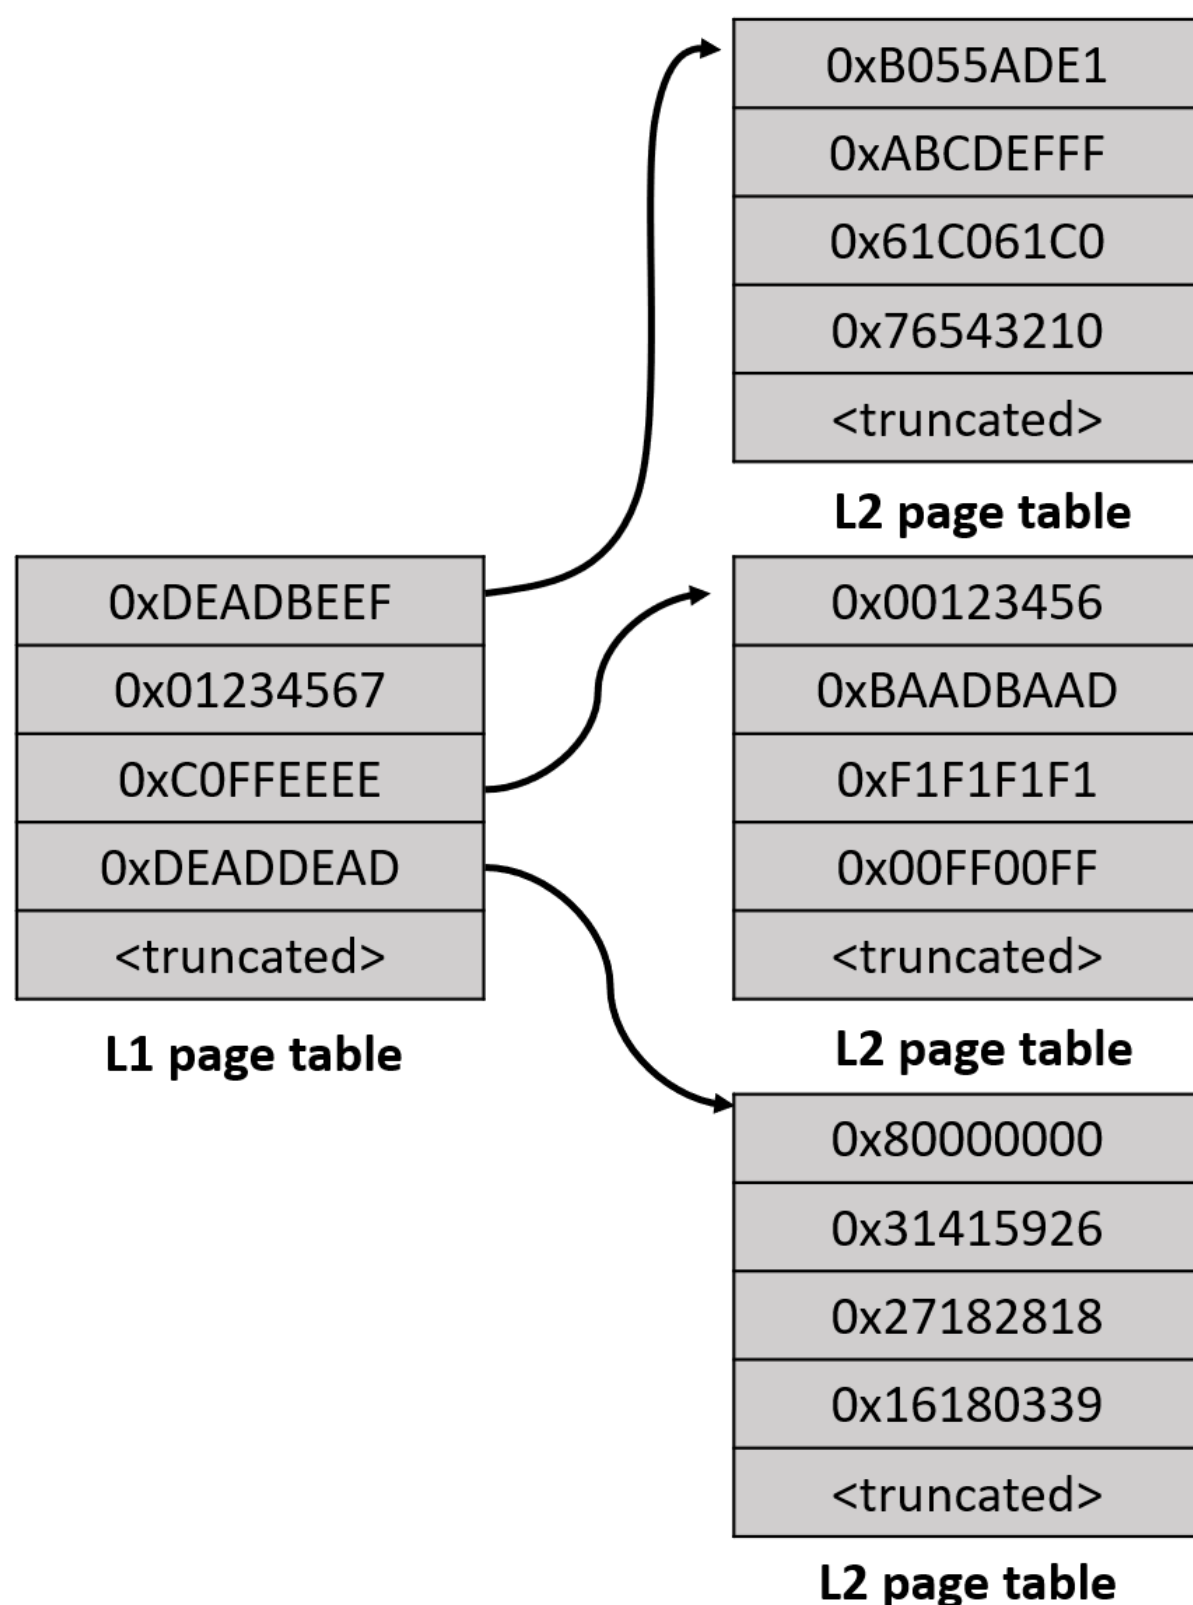 0xB055ADE1
0xABCDEFFF
0x61C061C0
0x76543210
<truncated>
L2 page table
0xDEADBEEF
0x01234567
0xC0FFEEEE
0xDEADDEAD
<truncated>
L1 page table
0x00123456
0xBAADBAAD
0xF1F1F1F1
0x00FF00FF
<truncated>
L2 page table
0x80000000
0x31415926
0x27182818
0x16180339
<truncated>
L2 page table